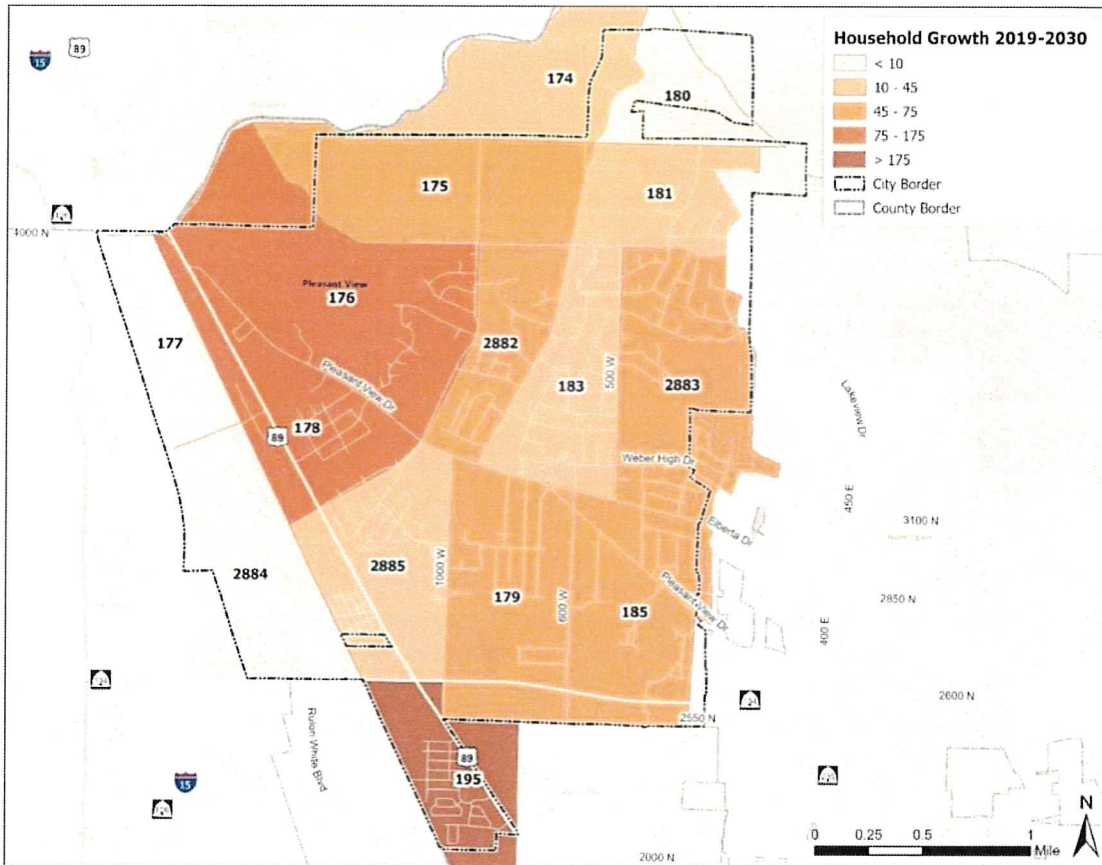 Household Growth 2019-2030
< 10
10 - 45
45 - 75
75 - 175
> 175
City Border
County Border
89
15
174
180
175
181
4000 N
Pleasant View
176
177
2882
183
500 W
2883
Pleasant View Dr
178
89
Lakeview Dr
Weber High Dr
450 E
3100 N
Elberta Dr
2884
2885
1000 W
179
600 W
185
Pleasant View Dr
2850 N
400 E
24
24
2600 N
2550 N
Rulon White Blvd
89
195
15
2000 N
N
0 0.25 0.5 1
Mile